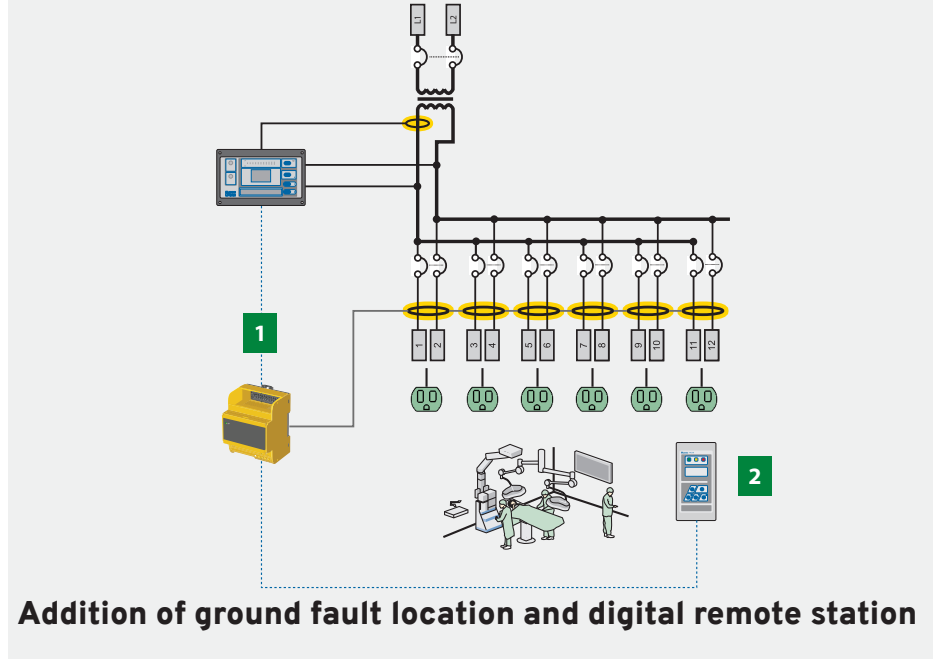 L1 L2
1 2 3 4 5 6 7 8 9 10 11 12
1
2
Addition of ground fault location and digital remote station